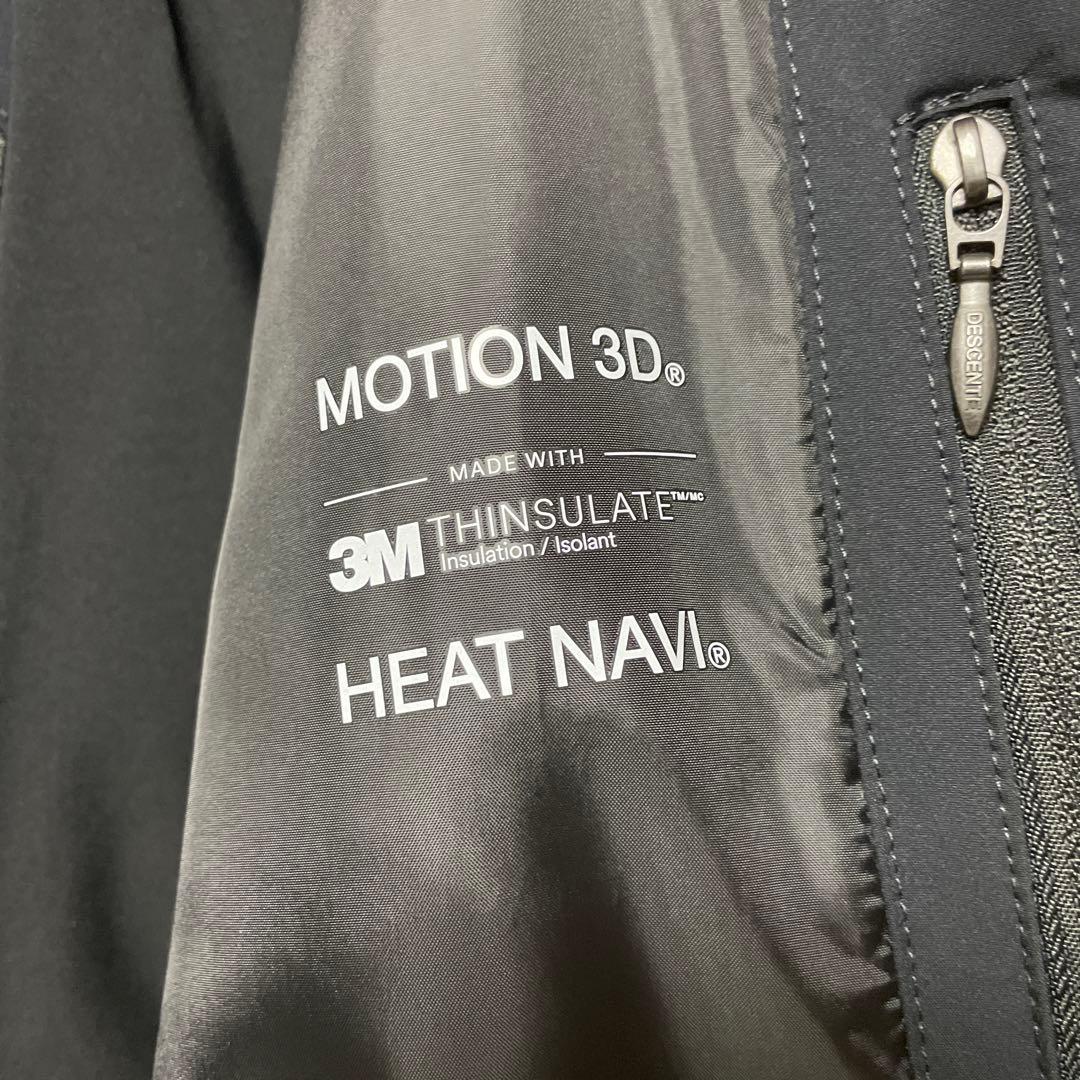 MOTION 3D®
MADE WITH
3M THINSULATE™/MC
Insulation / Isolant
HEAT NAVI®
DESCENTE